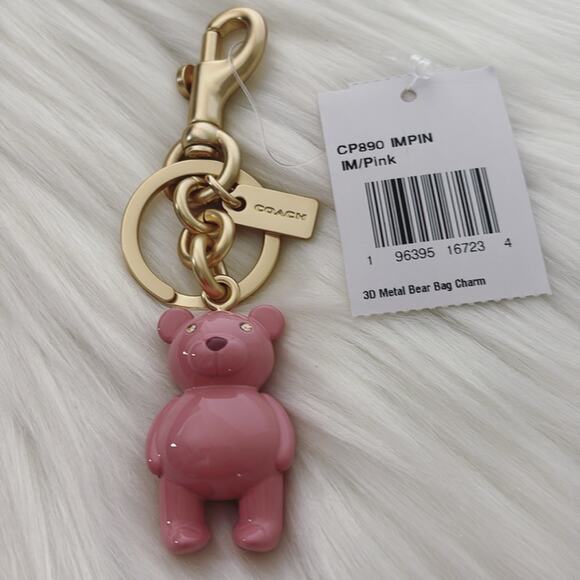 CP890 IMPIN
IM/Pink
1 96395 16723 4
3D Metal Bear Bag Charm
COACH